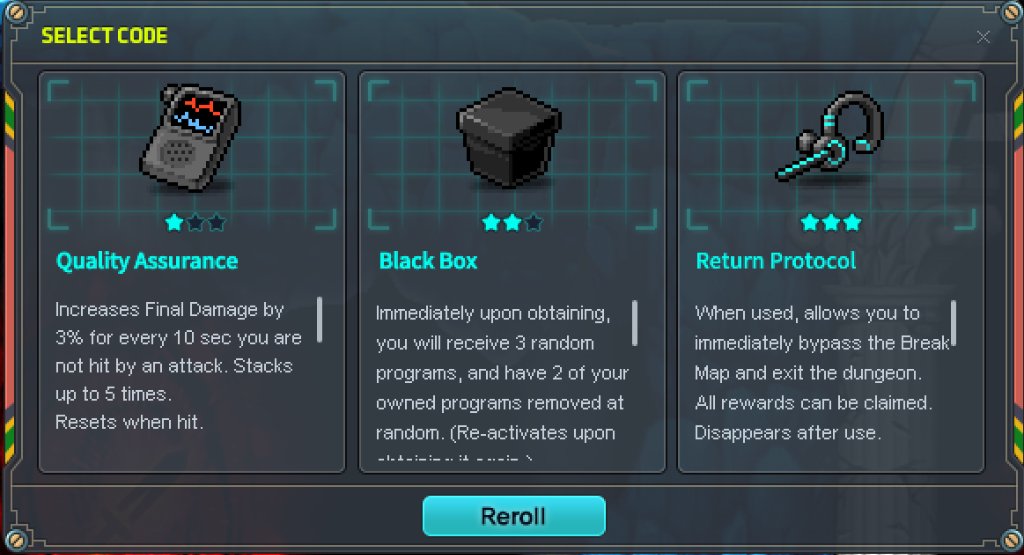 SELECT CODE
Quality Assurance
Increases Final Damage by
3% for every 10 sec you are
not hit by an attack. Stacks
up to 5 times.
Resets when hit.
Black Box
Immediately upon obtaining,
you will receive 3 random
programs, and have 2 of your
owned programs removed at
random. (Re-activates upon
obtaining it again.)
Return Protocol
When used, allows you to
immediately bypass the Break
Map and exit the dungeon.
All rewards can be claimed.
Disappears after use.
Reroll